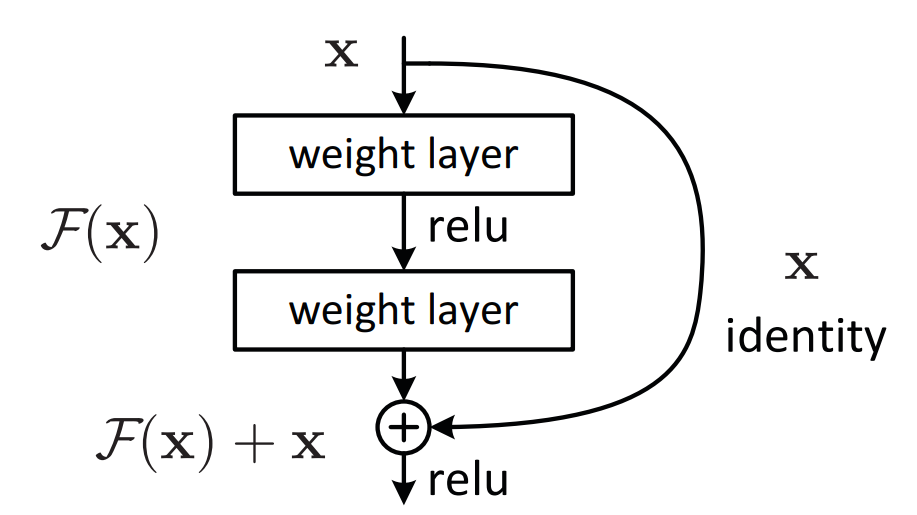 x
weight layer
relu
F(x)
x
identity
weight layer
F(x) + x
relu